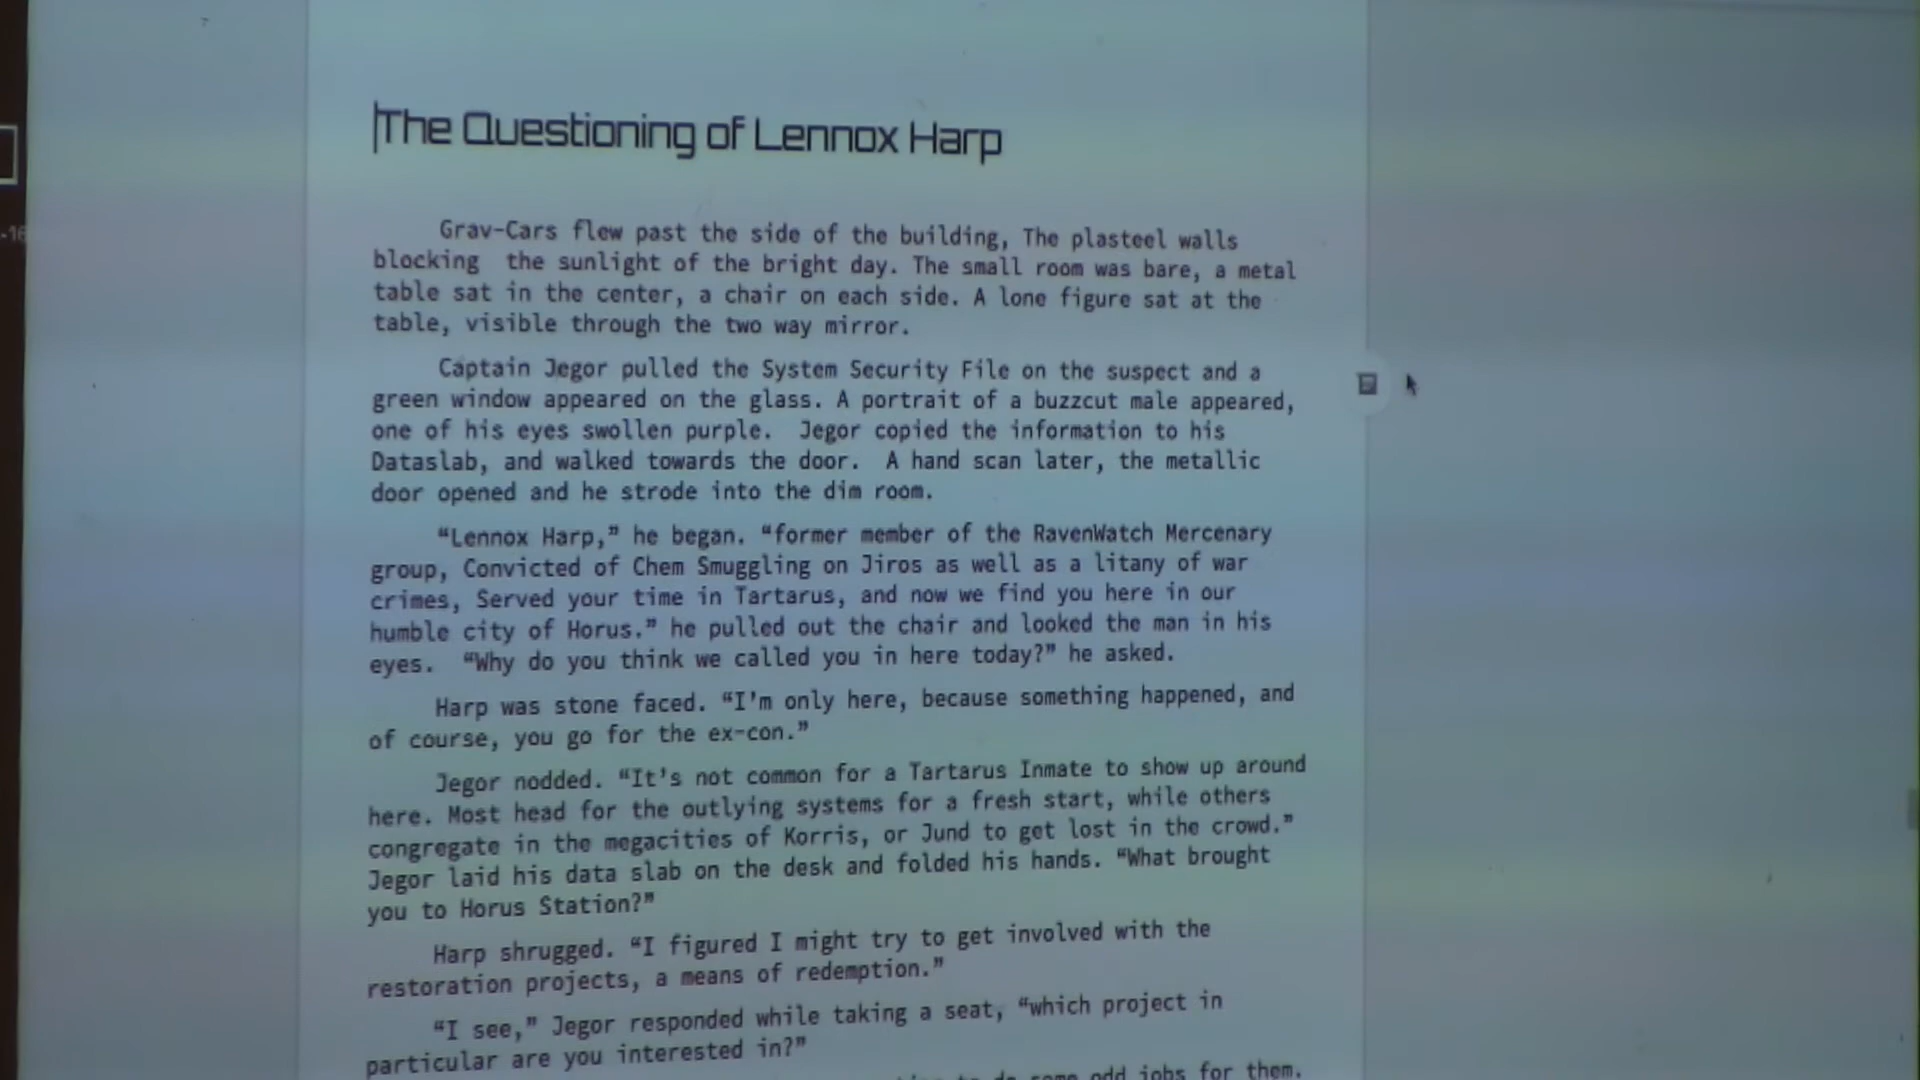 The Questioning of Lennox Harp
Grav-Cars flew past the side of the building, The plasteel walls
blocking  the sunlight of the bright day. The small room was bare, a metal
table sat in the center, a chair on each side. A lone figure sat at the
table, visible through the two way mirror.
Captain Jegor pulled the System Security File on the suspect and a
green window appeared on the glass. A portrait of a buzzcut male appeared,
one of his eyes swollen purple.  Jegor copied the information to his
Dataslab, and walked towards the door.  A hand scan later, the metallic
door opened and he strode into the dim room.
“Lennox Harp,” he began. “former member of the RavenWatch Mercenary
group, Convicted of Chem Smuggling on Jiros as well as a litany of war
crimes, Served your time in Tartarus, and now we find you here in our
humble city of Horus.” he pulled out the chair and looked the man in his
eyes.  “Why do you think we called you in here today?” he asked.
Harp was stone faced. “I’m only here, because something happened, and
of course, you go for the ex-con.”
Jegor nodded. “It’s not common for a Tartarus Inmate to show up around
here. Most head for the outlying systems for a fresh start, while others
congregate in the megacities of Korris, or Jund to get lost in the crowd.”
Jegor laid his data slab on the desk and folded his hands. “What brought
you to Horus Station?”
Harp shrugged. “I figured I might try to get involved with the
restoration projects, a means of redemption.”
“I see,” Jegor responded while taking a seat, “which project in
particular are you interested in?”
to do some odd jobs for them.
-16